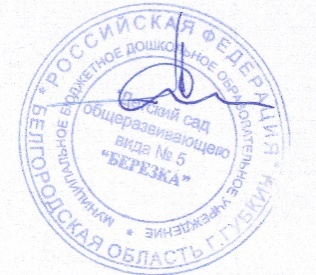 * РОССИЙСКАЯ ФЕДЕРАЦИЯ *
БЕЛГОРОДСКАЯ ОБЛАСТЬ Г. ГУБКИН
* МУНИЦИПАЛЬНОЕ БЮДЖЕТНОЕ ДОШКОЛЬНОЕ ОБРАЗОВАТЕЛЬНОЕ УЧРЕЖДЕНИЕ
Детский сад
общеразвивающего
вида № 5
"БЕРЕЗКА"